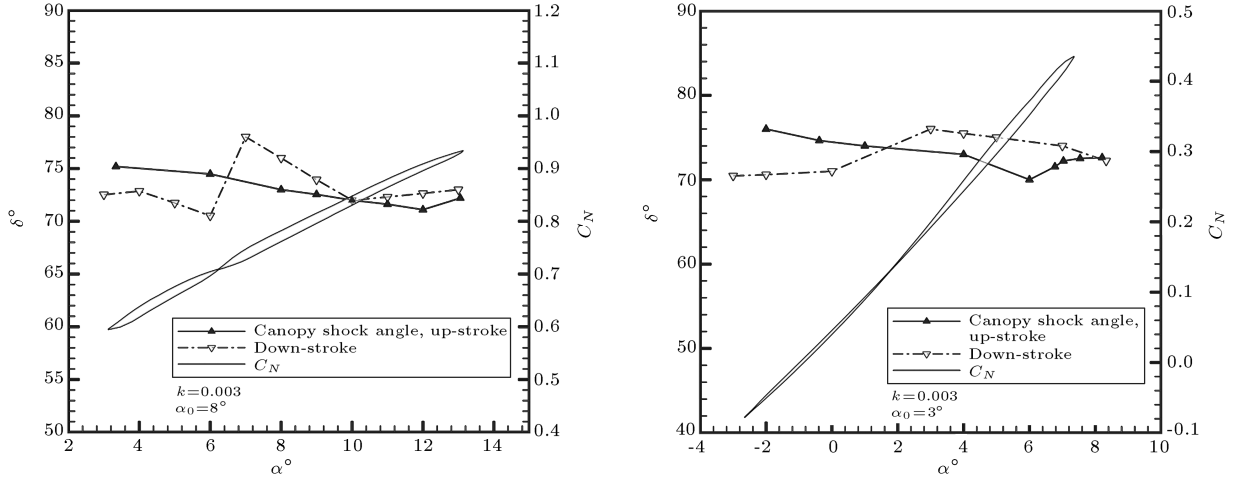 90
85
80
75
70
65
60
55
50
δ°
1.2
1.1
1.0
0.9
0.8
0.7
0.6
0.5
0.4
C_N
2 4 6 8 10 12 14
α°
Canopy shock angle, up-stroke
Down-stroke
C_N
k=0.003
α₀=8°
90
80
70
60
50
40
δ°
0.5
0.4
0.3
0.2
0.1
0.0
-0.1
C_N
-4 -2 0 2 4 6 8 10
α°
Canopy shock angle,
up-stroke
Down-stroke
C_N
k=0.003
α₀=3°